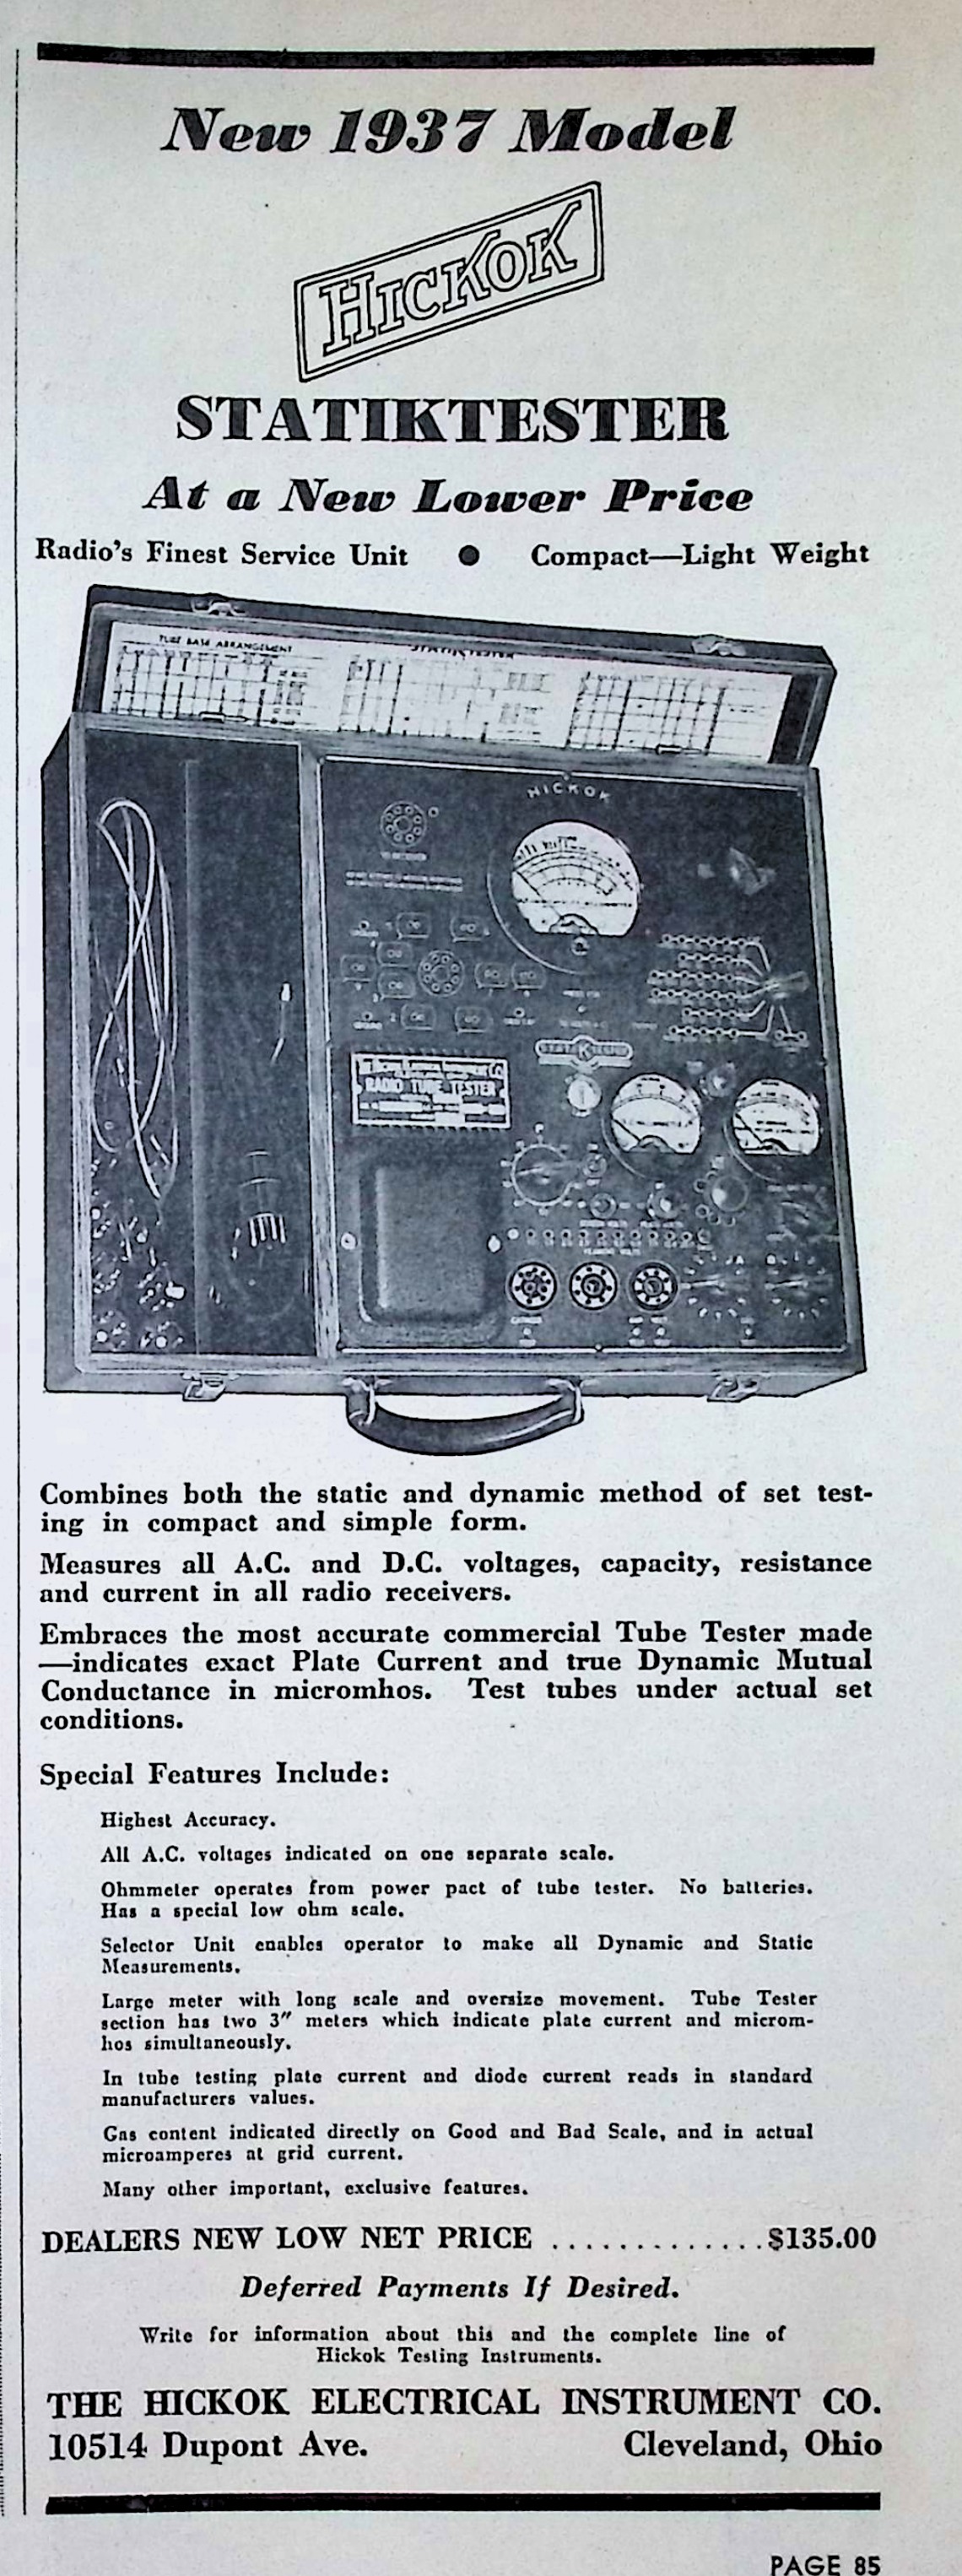 New 1937 Model
HICKOK
STATIKTESTER
At a New Lower Price
Radio's Finest Service Unit ● Compact—Light Weight
TUBE BASE ARRANGEMENT STATIKTESTER
HICKOK
RADIO TUBE TESTER
Combines both the static and dynamic method of set test-
ing in compact and simple form.
Measures all A.C. and D.C. voltages, capacity, resistance
and current in all radio receivers.
Embraces the most accurate commercial Tube Tester made
—indicates exact Plate Current and true Dynamic Mutual
Conductance in micromhos. Test tubes under actual set
conditions.
Special Features Include:
Highest Accuracy.
All A.C. voltages indicated on one separate scale.
Ohmmeter operates from power pact of tube tester. No batteries.
Has a special low ohm scale.
Selector Unit enables operator to make all Dynamic and Static
Measurements.
Large meter with long scale and oversize movement. Tube Tester
section has two 3″ meters which indicate plate current and microm-
hos simultaneously.
In tube testing plate current and diode current reads in standard
manufacturers values.
Gas content indicated directly on Good and Bad Scale, and in actual
microamperes at grid current.
Many other important, exclusive features.
DEALERS NEW LOW NET PRICE .............$135.00
Deferred Payments If Desired.
Write for information about this and the complete line of
Hickok Testing Instruments.
THE HICKOK ELECTRICAL INSTRUMENT CO.
10514 Dupont Ave. Cleveland, Ohio
PAGE 85